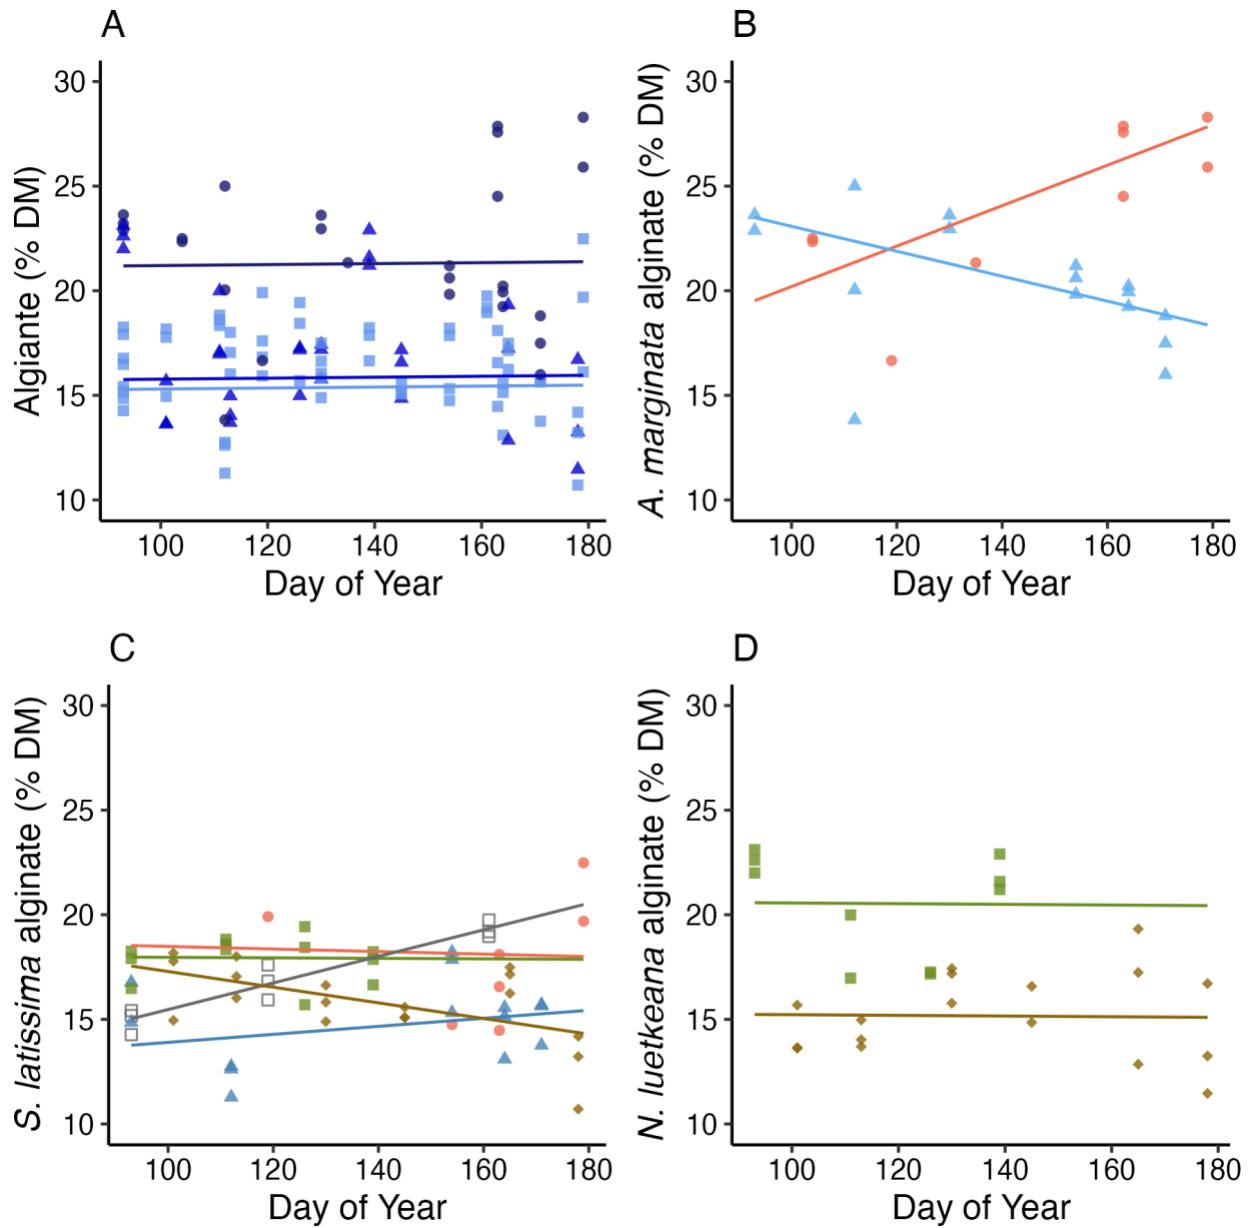 A
30
25
20
15
10
Algiante (% DM)
100 120 140 160 180
Day of Year
B
30
25
20
15
10
A. marginata alginate (% DM)
100 120 140 160 180
Day of Year
C
30
25
20
15
10
S. latissima alginate (% DM)
100 120 140 160 180
Day of Year
D
30
25
20
15
10
N. luetkeana alginate (% DM)
100 120 140 160 180
Day of Year